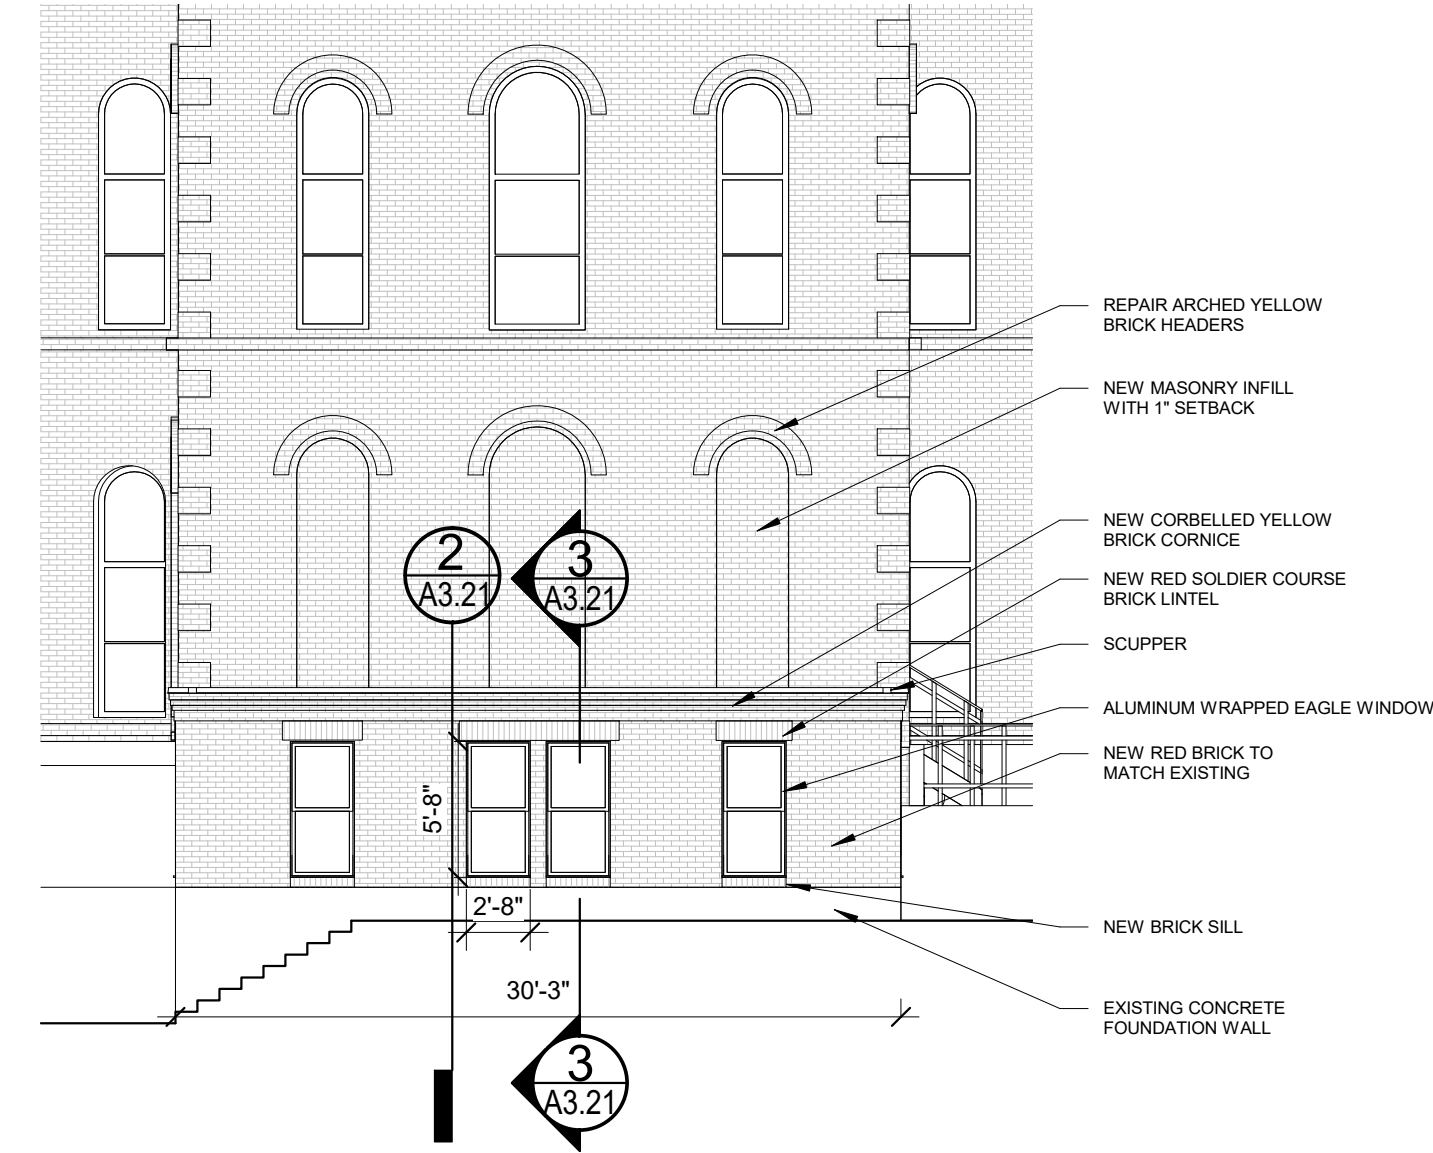 REPAIR ARCHED YELLOW
BRICK HEADERS
NEW MASONRY INFILL
WITH 1" SETBACK
NEW CORBELLED YELLOW
BRICK CORNICE
2
A3.21
3
A3.21
NEW RED SOLDIER COURSE
BRICK LINTEL
SCUPPER
ALUMINUM WRAPPED EAGLE WINDOW
NEW RED BRICK TO
MATCH EXISTING
5'-8"
2'-8"
NEW BRICK SILL
30'-3"
EXISTING CONCRETE
FOUNDATION WALL
3
A3.21